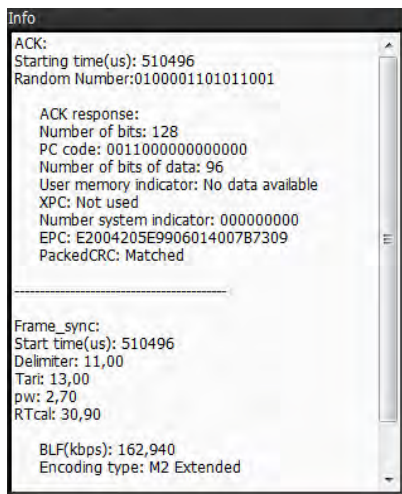 Info
ACK:
Starting time(us): 510496
Random Number:0100001101011001
ACK response:
Number of bits: 128
PC code: 0011000000000000
Number of bits of data: 96
User memory indicator: No data available
XPC: Not used
Number system indicator: 000000000
EPC: E2004205E9906014007B7309
PackedCRC: Matched
------------------------------------------
Frame_sync:
Start time(us): 510496
Delimiter: 11,00
Tari: 13,00
pw: 2,70
RTcal: 30,90
BLF(kbps): 162,940
Encoding type: M2 Extended